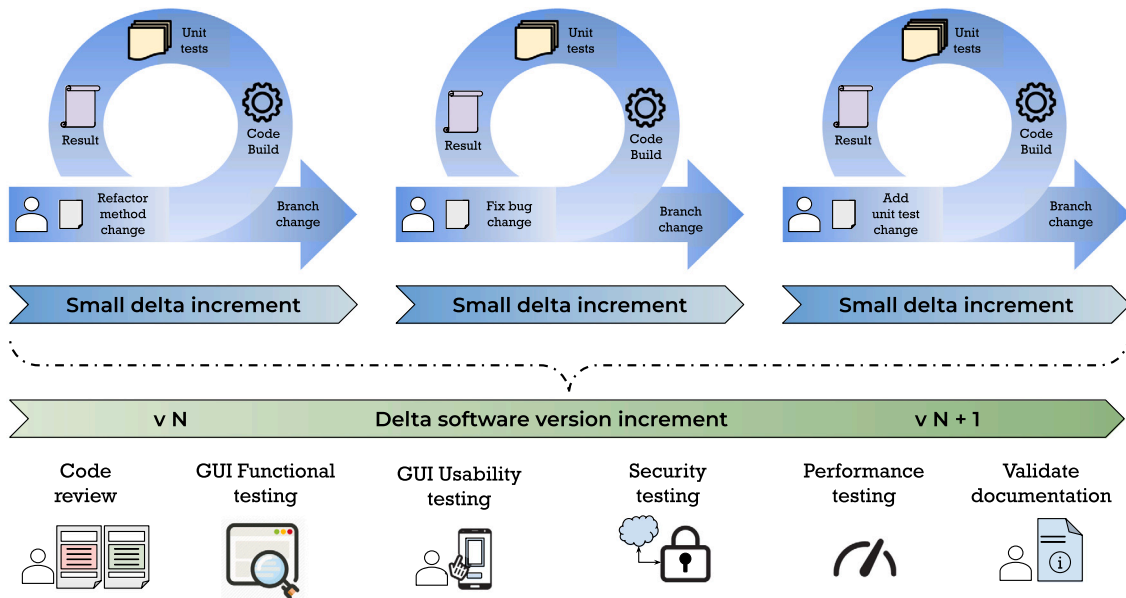 Unit
tests
Result
Code
Build
Refactor
method
change
Branch
change
Unit
tests
Result
Code
Build
Fix bug
change
Branch
change
Unit
tests
Result
Code
Build
Add
unit test
change
Branch
change
Small delta increment
Small delta increment
Small delta increment
v N
Delta software version increment
v N + 1
Code
review
GUI Functional
testing
GUI Usability
testing
Security
testing
Performance
testing
Validate
documentation
i